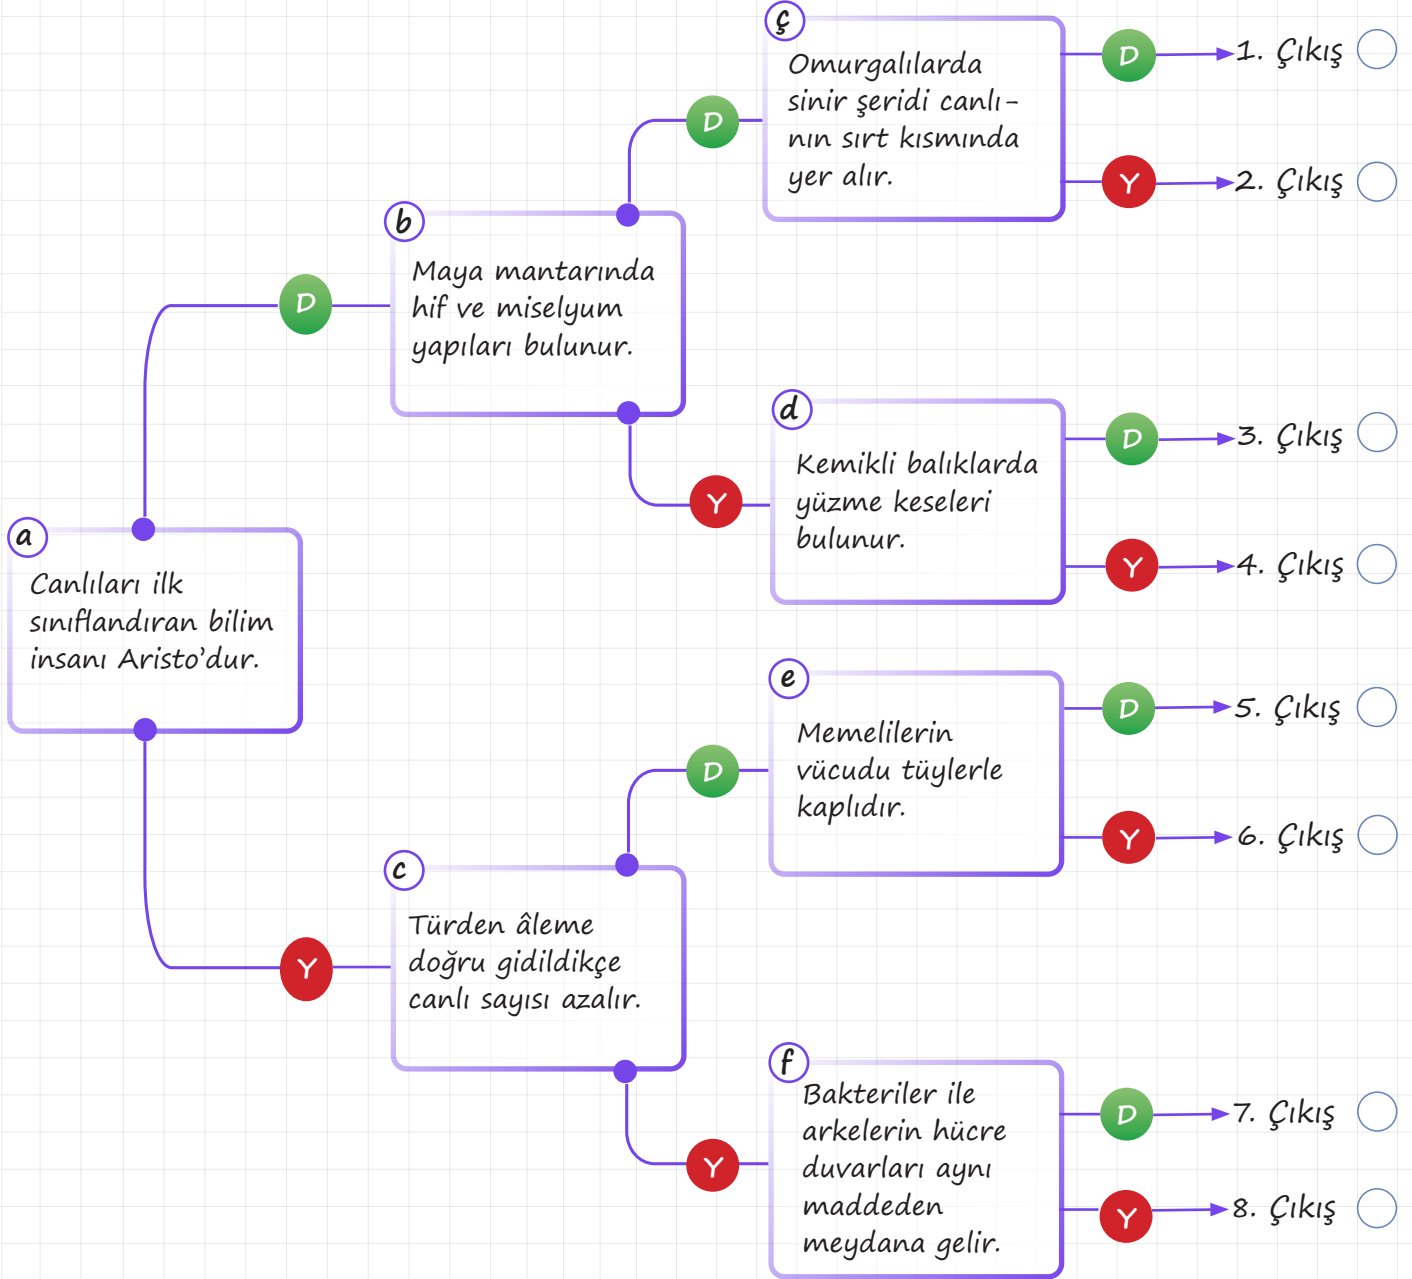 a
Canlıları ilk
sınıflandıran bilim
insanı Aristo’dur.
D
Y
b
Maya mantarında
hif ve miselyum
yapıları bulunur.
D
Y
c
Türden âleme
doğru gidildikçe
canlı sayısı azalır.
D
Y
ç
Omurgalılarda
sinir şeridi canlı-
nın sırt kısmında
yer alır.
D
1. Çıkış
Y
2. Çıkış
d
Kemikli balıklarda
yüzme keseleri
bulunur.
D
3. Çıkış
Y
4. Çıkış
e
Memelilerin
vücudu tüylerle
kaplıdır.
D
5. Çıkış
Y
6. Çıkış
f
Bakteriler ile
arkelerin hücre
duvarları aynı
maddeden
meydana gelir.
D
7. Çıkış
Y
8. Çıkış